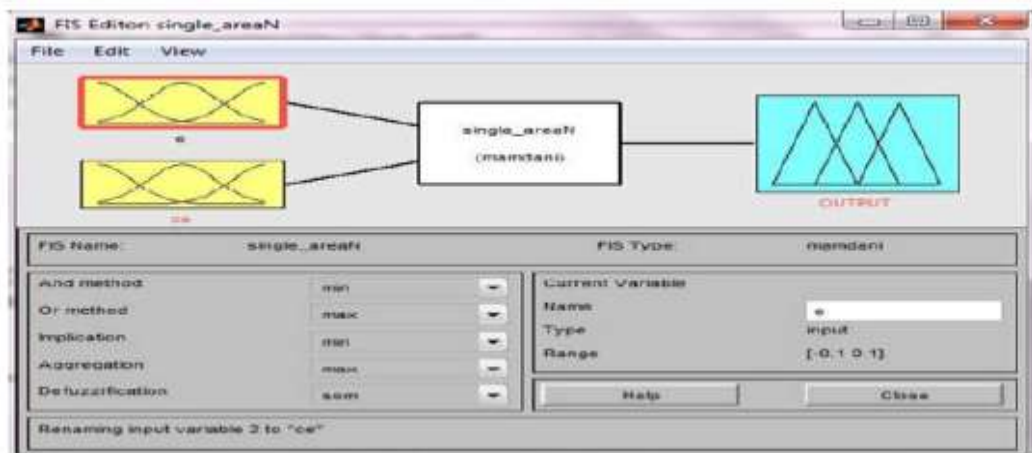 FIS Editor: single_areaN
File Edit View
e
ce
single_areaN
(mamdani)
OUTPUT
FIS Name: single_areaN FIS Type: mamdani
And method min
Or method max
Implication min
Aggregation max
Defuzzification som
Current Variable
Name e
Type input
Range [-0.1 0.1]
Help Close
Renaming input variable 2 to "ce"